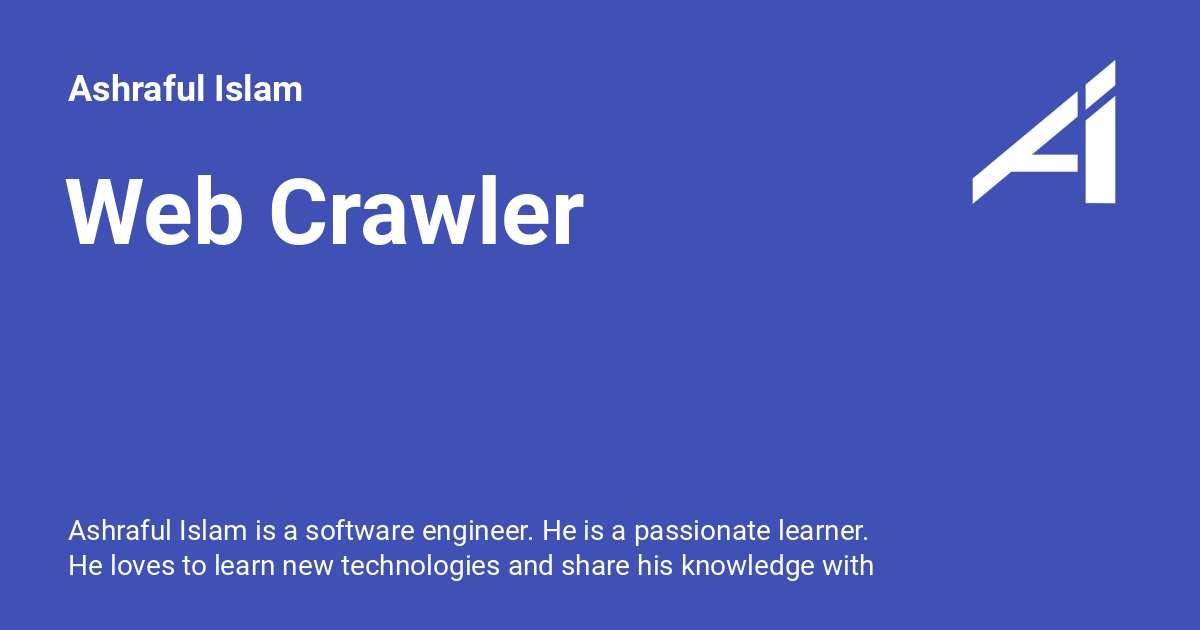 Ashraful Islam
Web Crawler
Ashraful Islam is a software engineer. He is a passionate learner.
He loves to learn new technologies and share his knowledge with